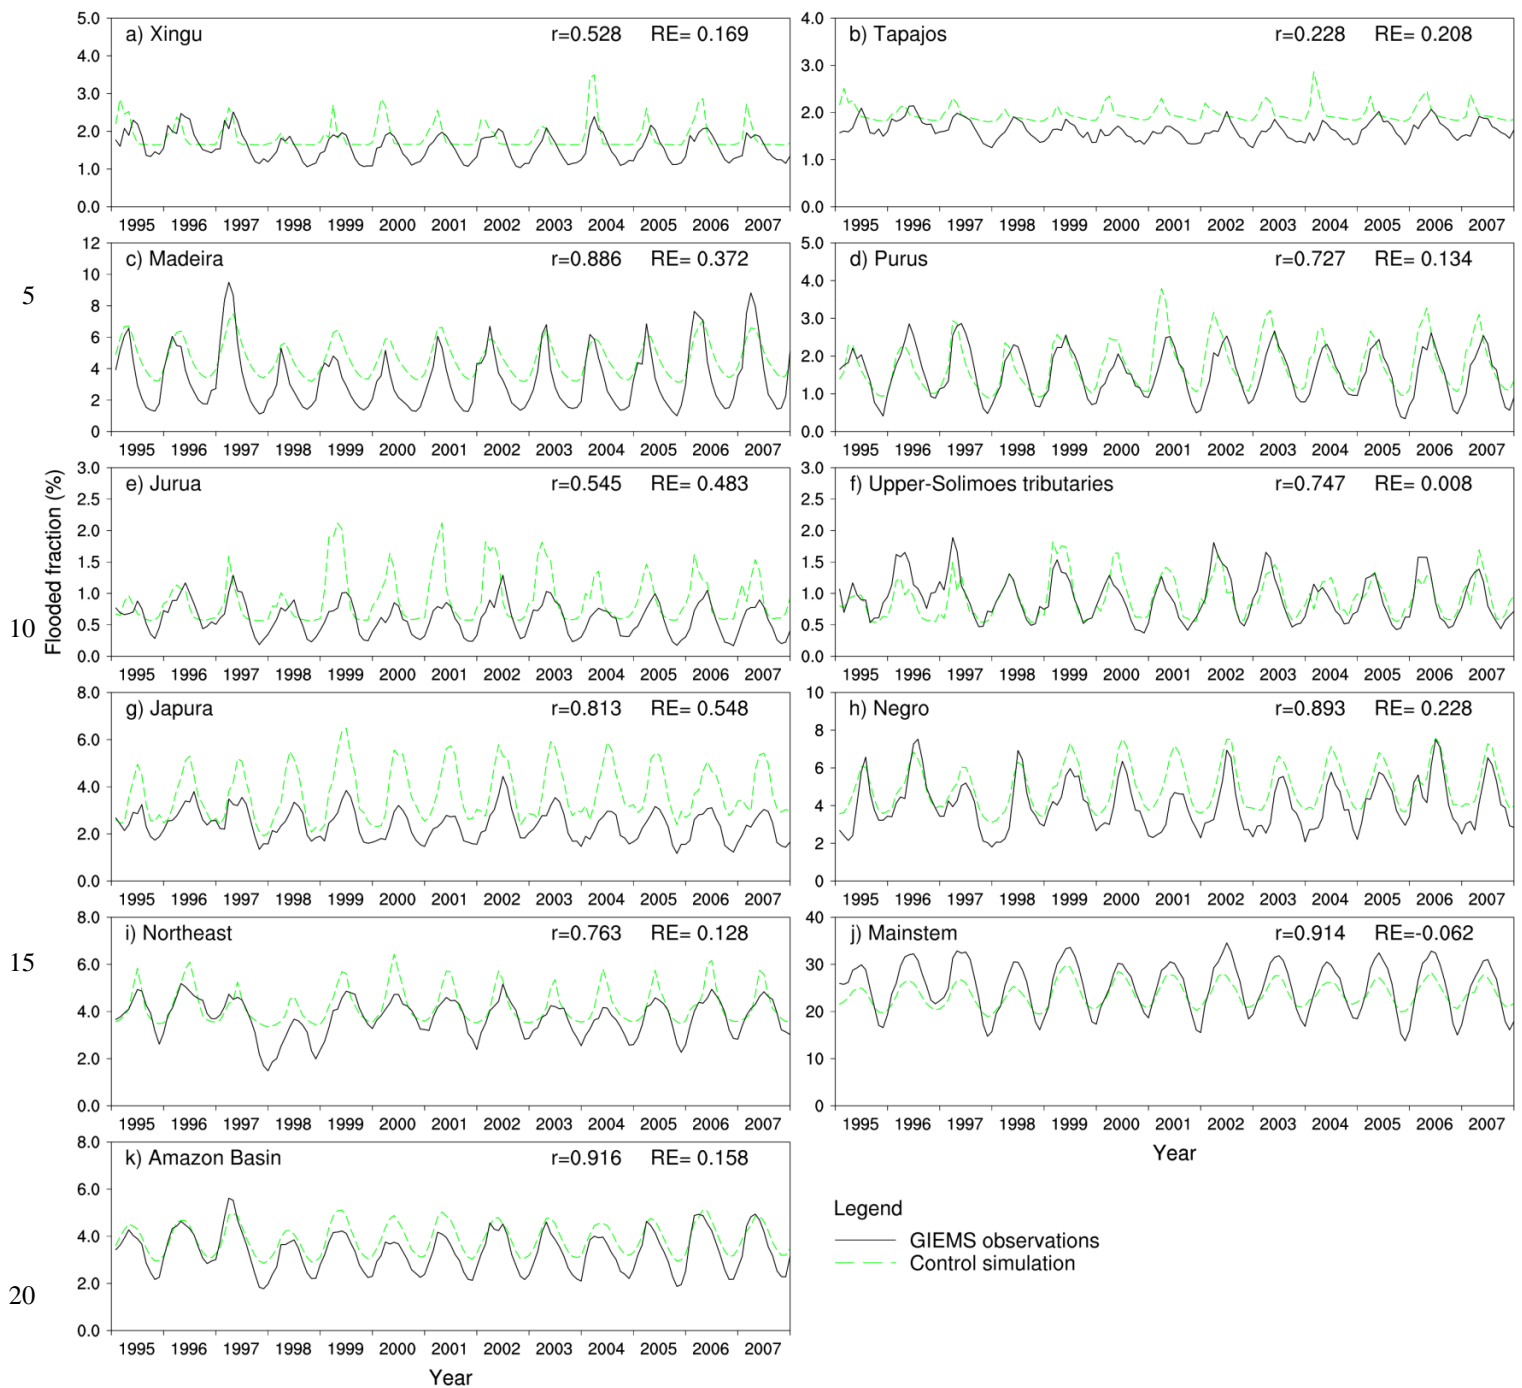 a) Xingu r=0.528 RE= 0.169
5.0
4.0
3.0
2.0
1.0
0.0
1995 1996 1997 1998 1999 2000 2001 2002 2003 2004 2005 2006 2007
b) Tapajos r=0.228 RE= 0.208
4.0
3.0
2.0
1.0
0.0
1995 1996 1997 1998 1999 2000 2001 2002 2003 2004 2005 2006 2007
c) Madeira r=0.886 RE= 0.372
12
10
8
6
4
2
0
1995 1996 1997 1998 1999 2000 2001 2002 2003 2004 2005 2006 2007
5
d) Purus r=0.727 RE= 0.134
5.0
4.0
3.0
2.0
1.0
0.0
1995 1996 1997 1998 1999 2000 2001 2002 2003 2004 2005 2006 2007
e) Jurua r=0.545 RE= 0.483
3.0
2.5
2.0
1.5
1.0
0.5
0.0
1995 1996 1997 1998 1999 2000 2001 2002 2003 2004 2005 2006 2007
Flooded fraction (%)
10
f) Upper-Solimoes tributaries r=0.747 RE= 0.008
3.0
2.5
2.0
1.5
1.0
0.5
0.0
1995 1996 1997 1998 1999 2000 2001 2002 2003 2004 2005 2006 2007
g) Japura r=0.813 RE= 0.548
8.0
6.0
4.0
2.0
0.0
1995 1996 1997 1998 1999 2000 2001 2002 2003 2004 2005 2006 2007
h) Negro r=0.893 RE= 0.228
10
8
6
4
2
0
1995 1996 1997 1998 1999 2000 2001 2002 2003 2004 2005 2006 2007
i) Northeast r=0.763 RE= 0.128
8.0
6.0
4.0
2.0
0.0
1995 1996 1997 1998 1999 2000 2001 2002 2003 2004 2005 2006 2007
15
j) Mainstem r=0.914 RE=-0.062
40
30
20
10
0
1995 1996 1997 1998 1999 2000 2001 2002 2003 2004 2005 2006 2007
Year
k) Amazon Basin r=0.916 RE= 0.158
8.0
6.0
4.0
2.0
0.0
1995 1996 1997 1998 1999 2000 2001 2002 2003 2004 2005 2006 2007
Year
20
Legend
GIEMS observations
Control simulation